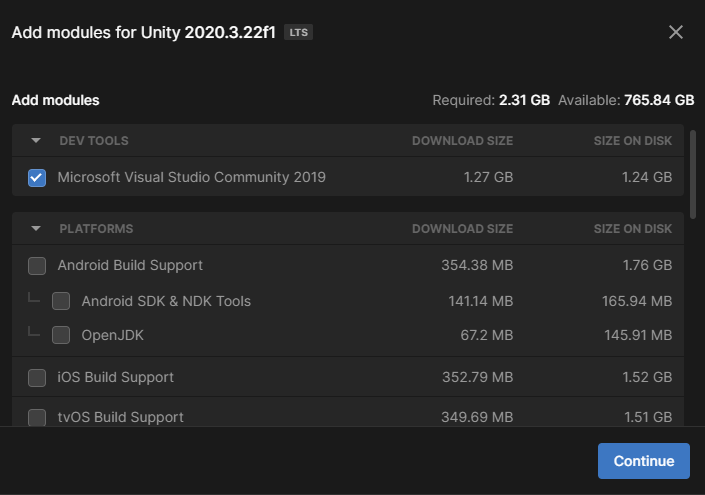 Add modules for Unity 2020.3.22f1 LTS
Add modules Required: 2.31 GB Available: 765.84 GB
DEV TOOLS DOWNLOAD SIZE SIZE ON DISK
Microsoft Visual Studio Community 2019 1.27 GB 1.24 GB
PLATFORMS DOWNLOAD SIZE SIZE ON DISK
Android Build Support 354.38 MB 1.76 GB
Android SDK & NDK Tools 141.14 MB 165.94 MB
OpenJDK 67.2 MB 145.91 MB
iOS Build Support 352.79 MB 1.52 GB
tvOS Build Support 349.69 MB 1.51 GB
Continue